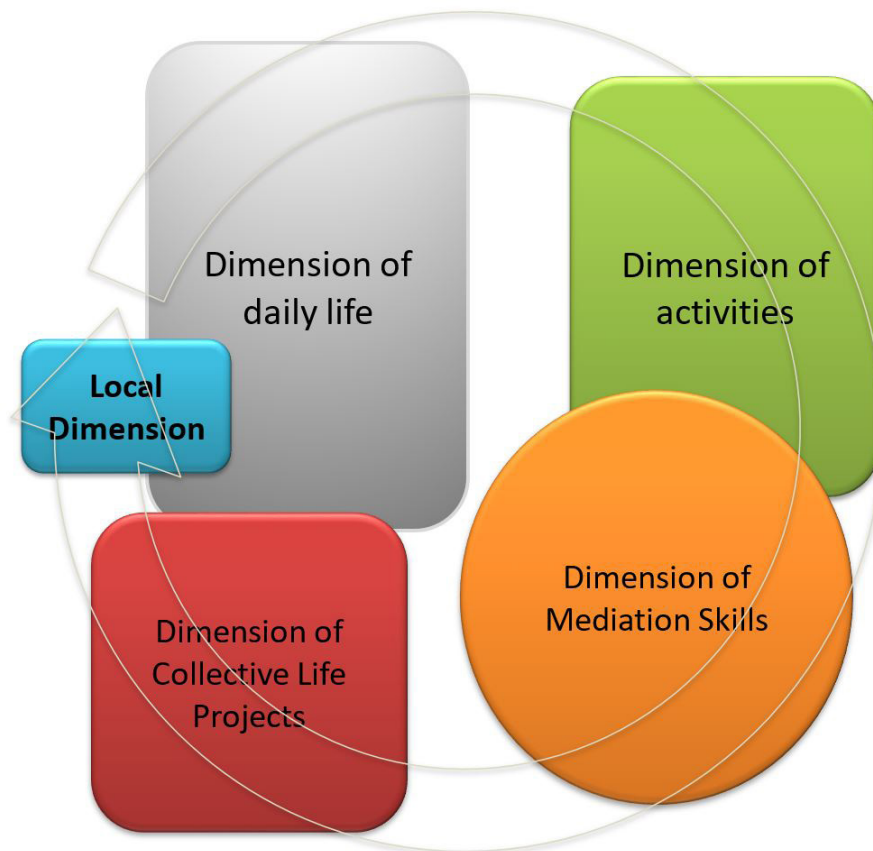 Dimension of
daily life
Dimension of
activities
Local
Dimension
Dimension of
Mediation Skills
Dimension of
Collective Life
Projects